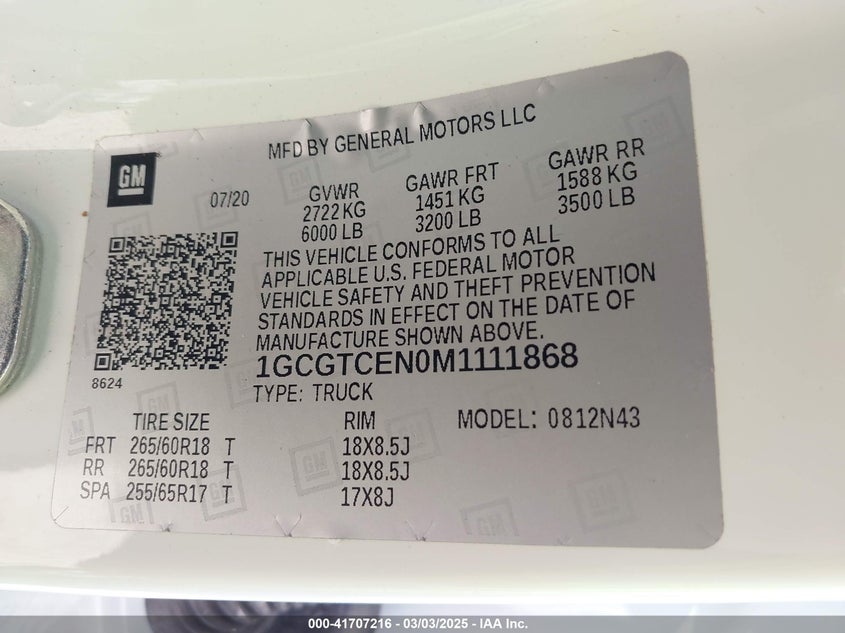 MFD BY GENERAL MOTORS LLC
GM
07/20 GVWR GAWR FRT GAWR RR
2722 KG 1451 KG 1588 KG
6000 LB 3200 LB 3500 LB
THIS VEHICLE CONFORMS TO ALL
APPLICABLE U.S. FEDERAL MOTOR
VEHICLE SAFETY AND THEFT PREVENTION
STANDARDS IN EFFECT ON THE DATE OF
MANUFACTURE SHOWN ABOVE.
8624
1GCGTCEN0M1111868
TYPE: TRUCK
TIRE SIZE RIM MODEL: 0812N43
FRT 265/60R18 T 18X8.5J
RR 265/60R18 T 18X8.5J
SPA 255/65R17 T 17X8J
000-41707216 - 03/03/2025 - IAA Inc.